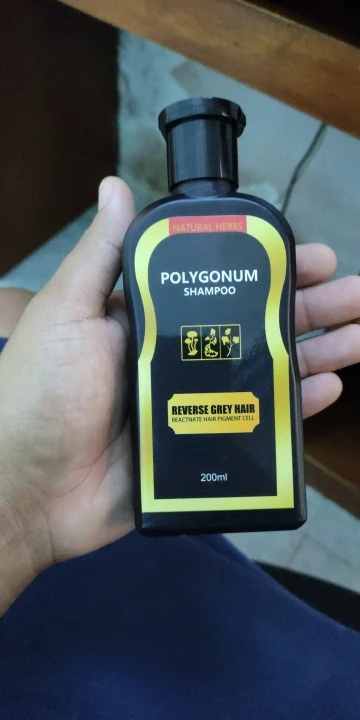 NATURAL HERBS
POLYGONUM
SHAMPOO
REVERSE GREY HAIR
REACTNATE HAIR PIGMENT CELL
200ml